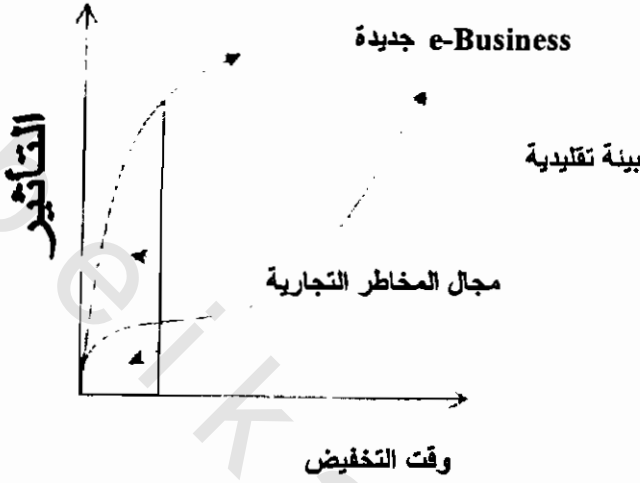 e-Business جديدة
بيئة تقليدية
التأثير
مجال المخاطر التجارية
وقت التخفيض